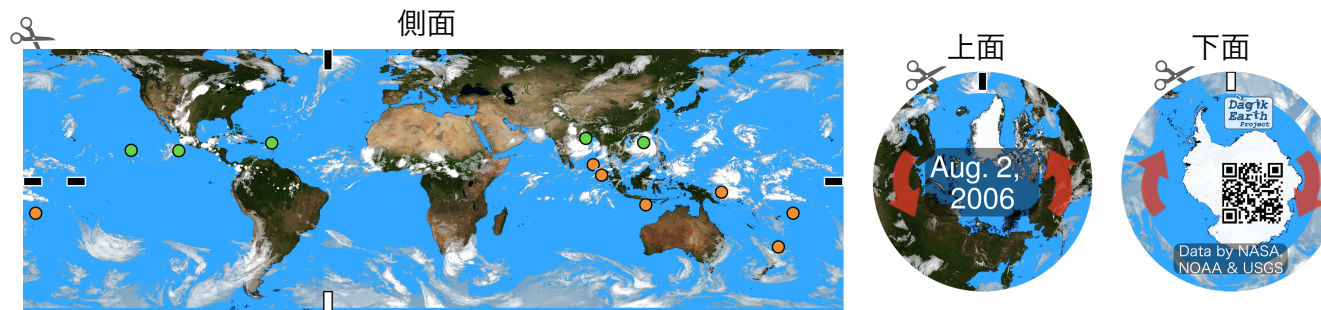 側面
上面
下面
Aug. 2,
2006
Dagik
Earth
Project
Data by NASA,
NOAA & USGS